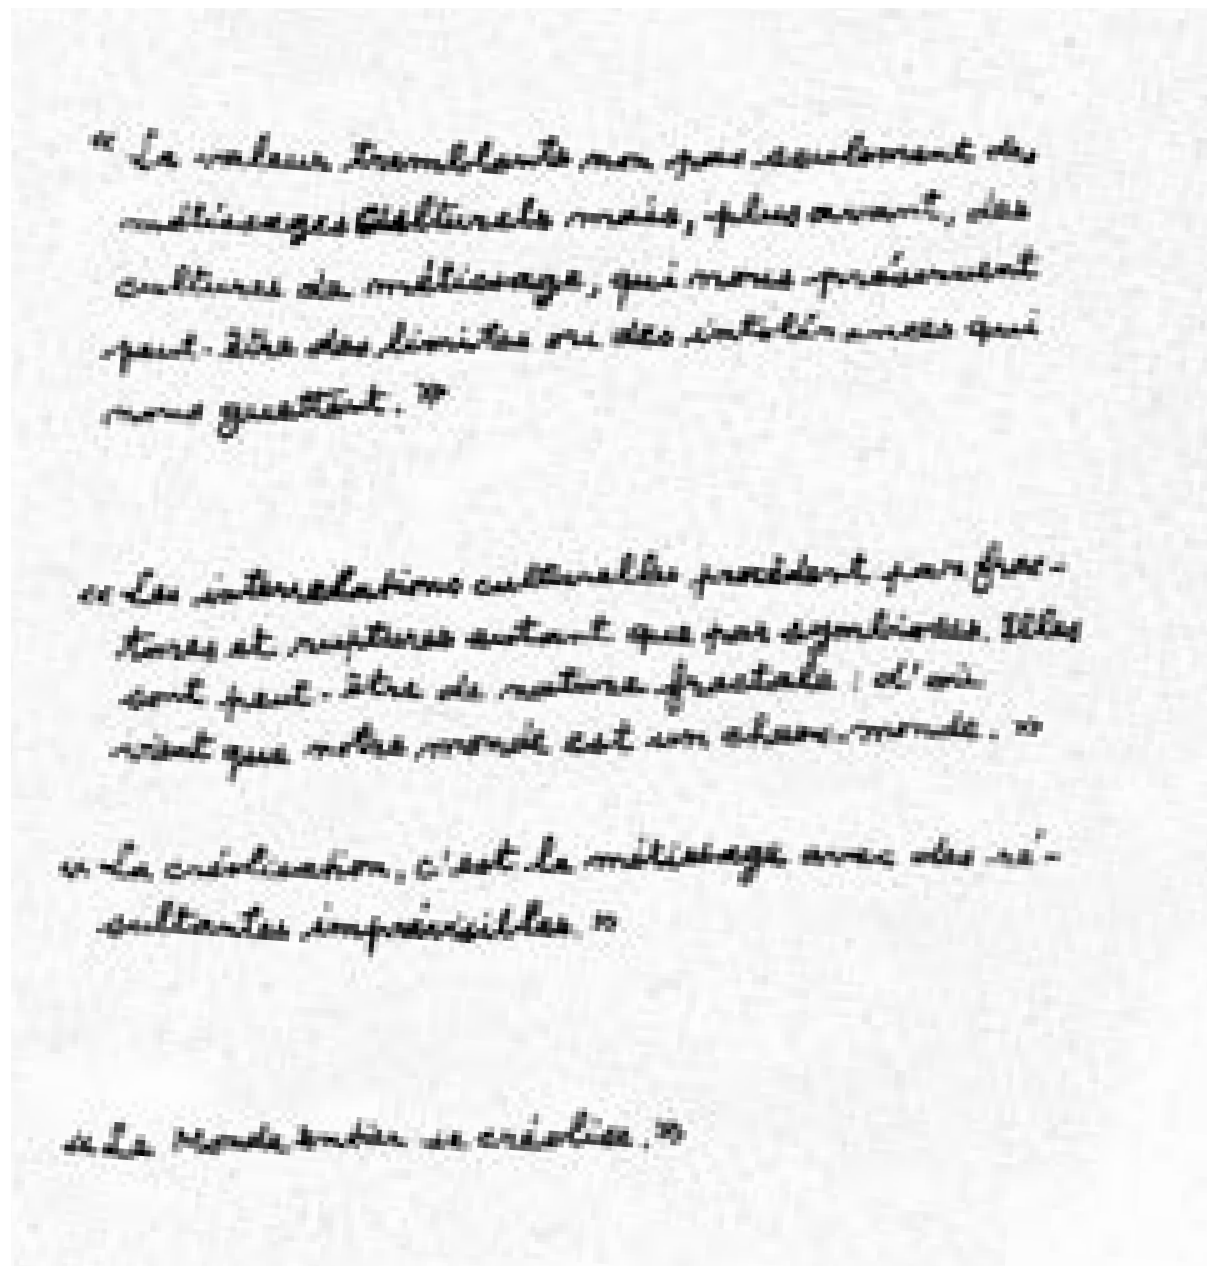 « La valeur tremblante non pas seulement des
métissages culturels mais, plus avant, des
cultures de métissage, qui nous préservent
peut-être des limites ou des intolérances qui
nous guettent. »
« Les interrelations culturelles procèdent par frac-
tures et ruptures autant que par symbioses. Elles
sont peut-être de nature fractale ; d'où
vient que notre monde est un chaos-monde. »
« La créolisation, c'est le métissage avec des ré-
sultantes imprévisibles. »
« Le Monde entier se créolise. »